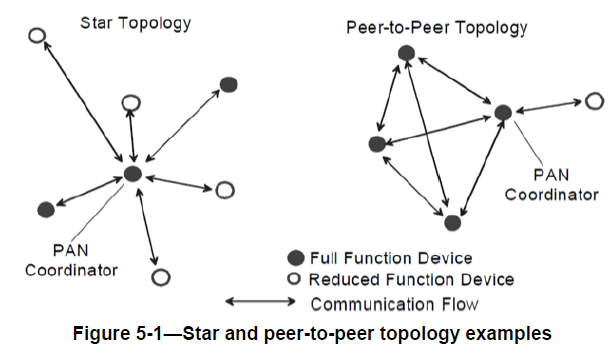 Star Topology
Peer-to-Peer Topology
PAN
Coordinator
PAN
Coordinator
Full Function Device
Reduced Function Device
Communication Flow
Figure 5-1—Star and peer-to-peer topology examples